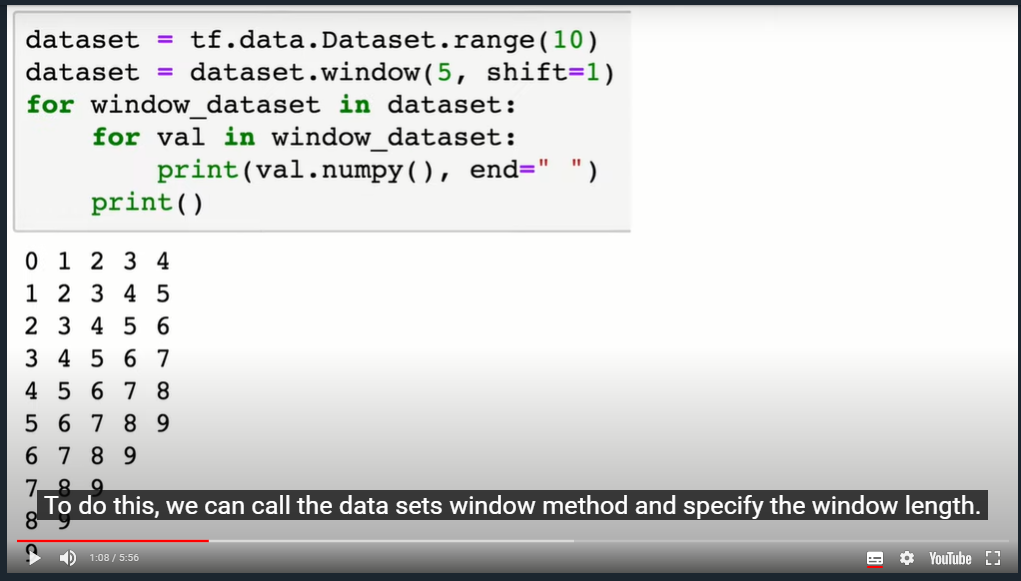 dataset = tf.data.Dataset.range(10)
dataset = dataset.window(5, shift=1)
for window_dataset in dataset:
    for val in window_dataset:
        print(val.numpy(), end=" ")
    print()
0 1 2 3 4
1 2 3 4 5
2 3 4 5 6
3 4 5 6 7
4 5 6 7 8
5 6 7 8 9
6 7 8 9
7 8 9
8 9
9
To do this, we can call the data sets window method and specify the window length.
1:08 / 5:56
YouTube